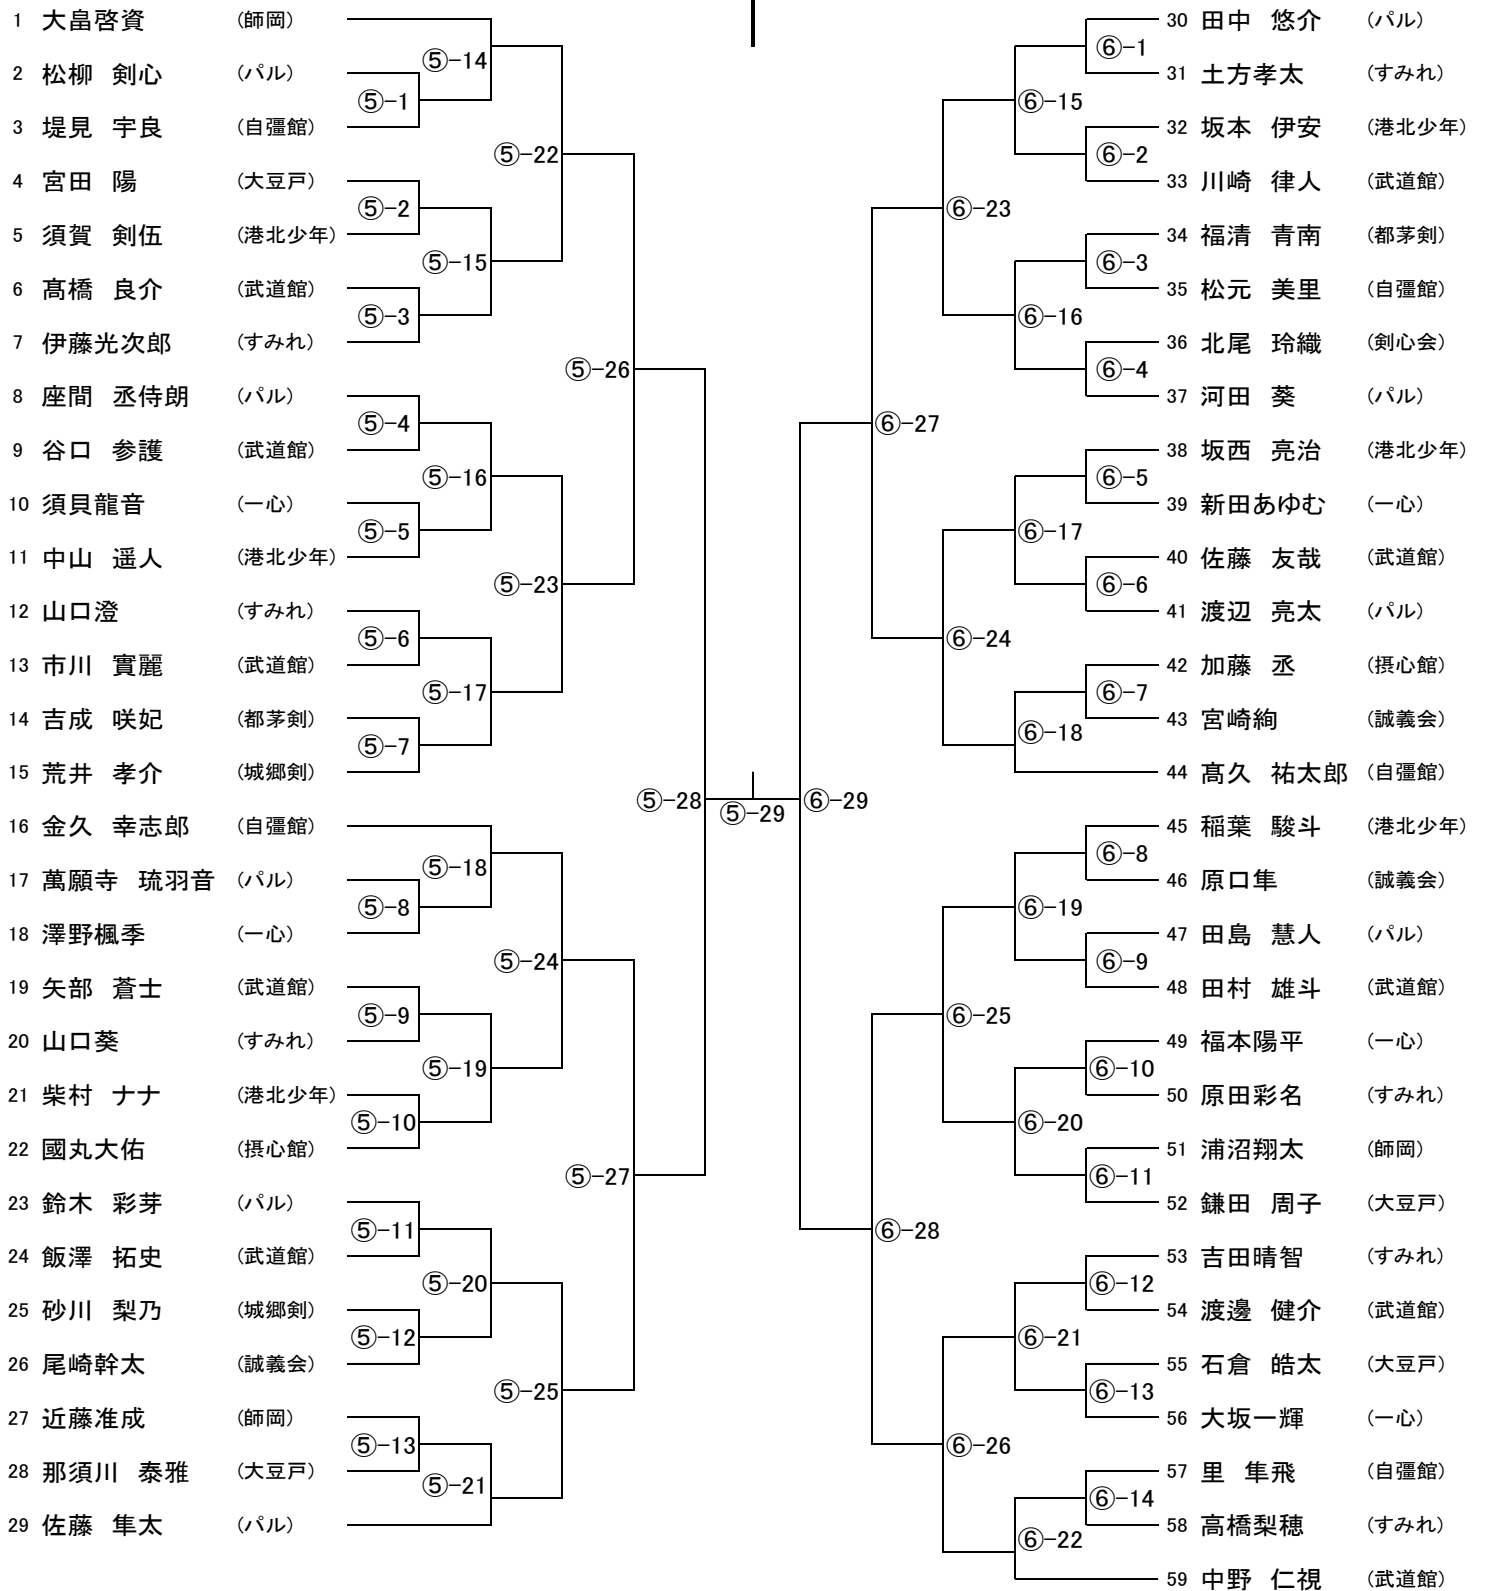 1 大畠啓資 (師岡)
2 松柳 剣心 (パル)
3 堤見 宇良 (自彊館)
4 宮田 陽 (大豆戸)
5 須賀 剣伍 (港北少年)
6 髙橋 良介 (武道館)
7 伊藤光次郎 (すみれ)
8 座間 丞侍朗 (パル)
9 谷口 参護 (武道館)
10 須貝龍音 (一心)
11 中山 遥人 (港北少年)
12 山口澄 (すみれ)
13 市川 實麗 (武道館)
14 吉成 咲妃 (都茅剣)
15 荒井 孝介 (城郷剣)
16 金久 幸志郎 (自彊館)
17 萬願寺 琉羽音 (パル)
18 澤野楓季 (一心)
19 矢部 蒼士 (武道館)
20 山口葵 (すみれ)
21 柴村 ナナ (港北少年)
22 國丸大佑 (摂心館)
23 鈴木 彩芽 (パル)
24 飯澤 拓史 (武道館)
25 砂川 梨乃 (城郷剣)
26 尾崎幹太 (誠義会)
27 近藤准成 (師岡)
28 那須川 泰雅 (大豆戸)
29 佐藤 隼太 (パル)
⑤-1
⑤-2
⑤-3
⑤-4
⑤-5
⑤-6
⑤-7
⑤-8
⑤-9
⑤-10
⑤-11
⑤-12
⑤-13
⑤-14
⑤-15
⑤-16
⑤-17
⑤-18
⑤-19
⑤-20
⑤-21
⑤-22
⑤-23
⑤-24
⑤-25
⑤-26
⑤-27
⑤-28
⑤-29
⑥-29
⑥-27
⑥-28
⑥-23
⑥-24
⑥-25
⑥-26
⑥-15
⑥-16
⑥-17
⑥-18
⑥-19
⑥-20
⑥-21
⑥-22
⑥-1
⑥-2
⑥-3
⑥-4
⑥-5
⑥-6
⑥-7
⑥-8
⑥-9
⑥-10
⑥-11
⑥-12
⑥-13
⑥-14
30 田中 悠介 (パル)
31 土方孝太 (すみれ)
32 坂本 伊安 (港北少年)
33 川崎 律人 (武道館)
34 福清 青南 (都茅剣)
35 松元 美里 (自彊館)
36 北尾 玲織 (剣心会)
37 河田 葵 (パル)
38 坂西 亮治 (港北少年)
39 新田あゆむ (一心)
40 佐藤 友哉 (武道館)
41 渡辺 亮太 (パル)
42 加藤 丞 (摂心館)
43 宮崎絢 (誠義会)
44 髙久 祐太郎 (自彊館)
45 稲葉 駿斗 (港北少年)
46 原口隼 (誠義会)
47 田島 慧人 (パル)
48 田村 雄斗 (武道館)
49 福本陽平 (一心)
50 原田彩名 (すみれ)
51 浦沼翔太 (師岡)
52 鎌田 周子 (大豆戸)
53 吉田晴智 (すみれ)
54 渡邊 健介 (武道館)
55 石倉 皓太 (大豆戸)
56 大坂一輝 (一心)
57 里 隼飛 (自彊館)
58 高橋梨穂 (すみれ)
59 中野 仁視 (武道館)